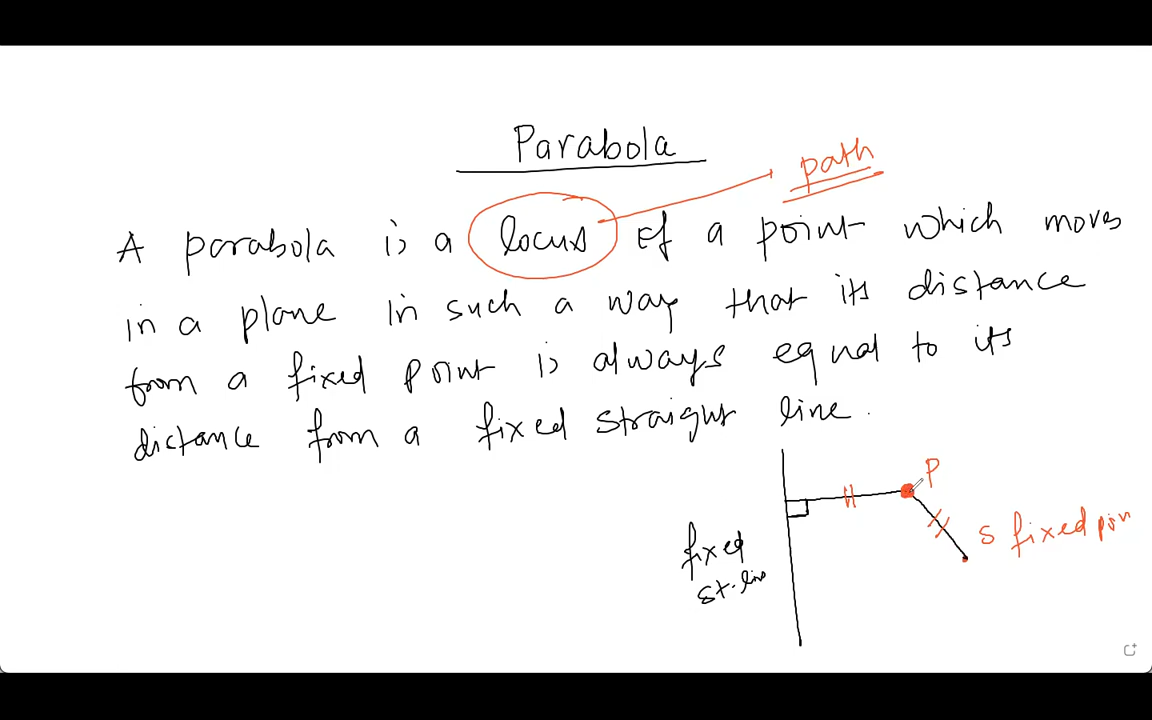 Parabola
path
A parabola is a locus of a point which moves
in a plane in such a way that its distance
from a fixed point is always equal to its
dictance from a fixed straight line.
P
S fixed poin
fixed
st. line